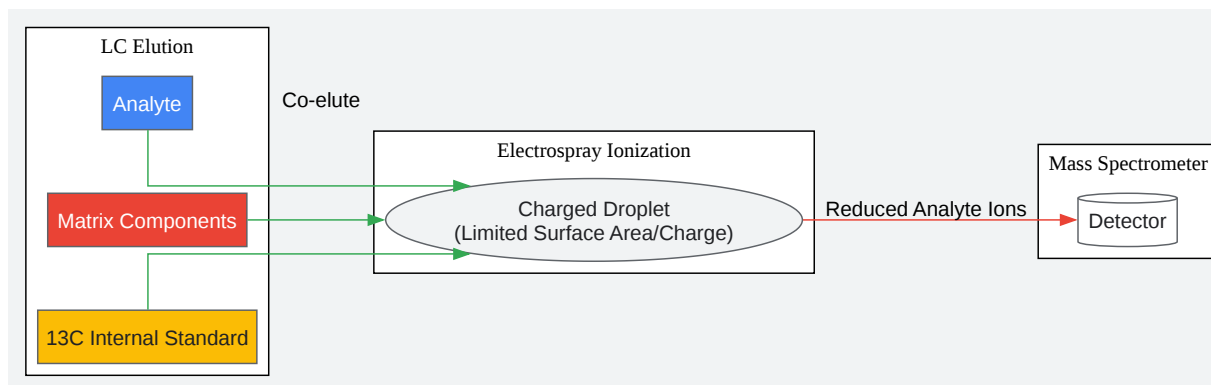 LC Elution
Analyte
Co-elute
Matrix Components
13C Internal Standard
Electrospray Ionization
Charged Droplet
(Limited Surface Area/Charge)
Reduced Analyte Ions
Mass Spectrometer
Detector